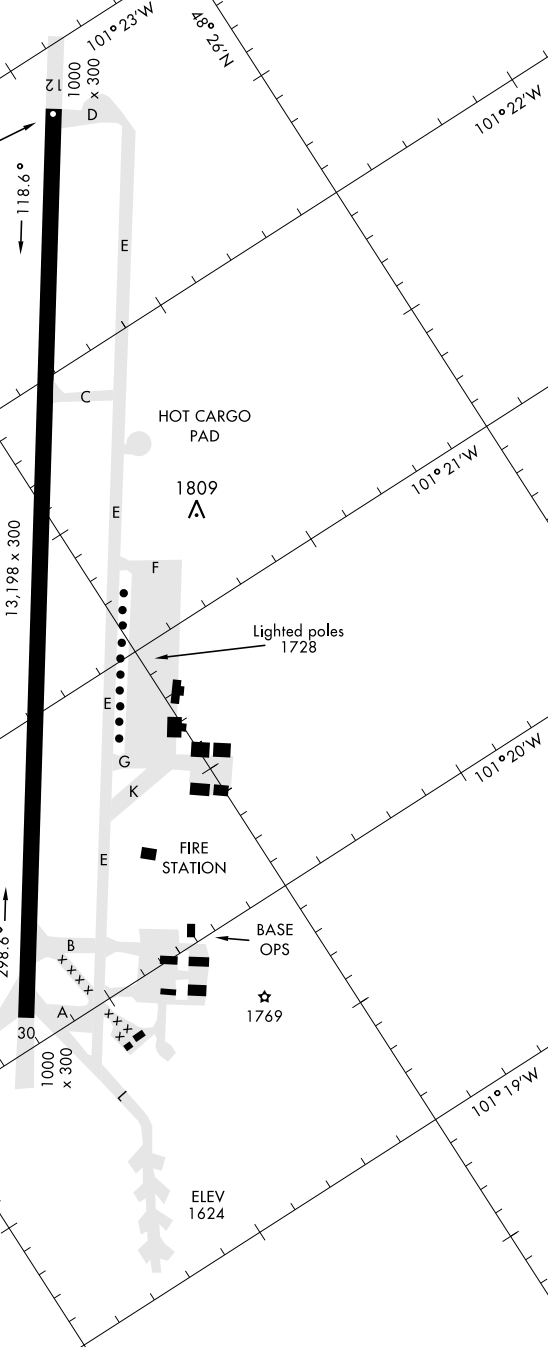 101° 23'W
48° 26'N
12
1000
x 300
D
101° 22'W
118.6°
E
C
HOT CARGO
PAD
101° 21'W
1809
E
13,198 x 300
F
Lighted poles
1728
E
G
101° 20'W
K
FIRE
STATION
E
298.6°
B
BASE
OPS
x x x x
A
x x x x
1769
30
1000
x 300
101° 19'W
L
ELEV
1624